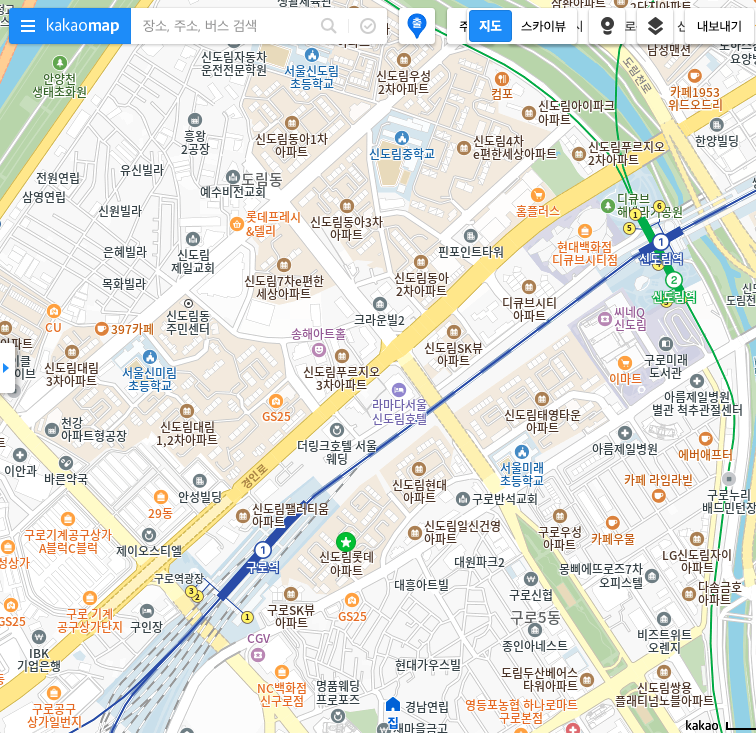 kakaomap
장소, 주소, 버스 검색
출
지도
스카이뷰
내보내기
신도림자동차
운전전문학원
서울신도림
초등학교
신도림우성
2차아파트
컴포
남성맨션
도림천로
카페1953
위드오드리
안양천
생태초화원
흥왕
2공장
신도림동아1차
아파트
신도림중학교
신도림4차
e편한세상아파트
신도림아이파크
아파트
신도림푸르지오
2차아파트
한양빌딩
유신빌라
전원연립
삼영연립
도림동
예수비전교회
신원빌라
롯데프레시
&델리
신도림동아3차
아파트
홈플러스
디큐브
현대백화점
디큐브시티점
신도림역
신도림역
은혜빌라
신도림
제일교회
핀포인트타워
목화빌라
신도림7차e편한
세상아파트
신도림동아
2차아파트
디큐브시티
아파트
씨네Q
신도림
CU
397카페
신도림동
주민센터
크라운빌2
송해아트홀
신도림푸르지오
3차아파트
신도림SK뷰
아파트
구로미래
도서관
이마트
신도림대림
3차아파트
서울신미림
초등학교
라마다서울
신도림호텔
아름제일병원
별관 척추관절센터
천강
아파트형공장
신도림대림
1,2차아파트
GS25
더링크호텔 서울
웨딩
신도림태영타운
아파트
아름제일병원
에버애프터
이안과
바른약국
안성빌딩
경인로
신도림현대
아파트
서울미래
초등학교
카페 라임라빌
구로누리
배드민턴장
29동
신도림팰러티움
아파트
구로반석교회
구로기계공구상가
A블럭C블럭
제이오스티엘
신도림롯데
아파트
신도림일신건영
아파트
구로우성
아파트
카페우물
LG신도림자이
아파트
구로역
구로역광장
대원파크2
몽빼에뜨로즈7차
오피스텔
대흥아트빌
구로신협
다솜금호
아파트
GS25
구로 기계
공구상가단지
구인장
구로SK뷰
아파트
GS25
구로5동
종인아네스트
비즈트위트
오렌지
CGV
IBK
기업은행
현대가우스빌
NC백화점
신구로점
명품웨딩
프로포즈
도림두산베어스
타워아파트
신도림쌍용
플래티넘노블아파트
구로공구
상가일번지
집
경남연립
영등포농협 하나로마트
구로본점
kakao